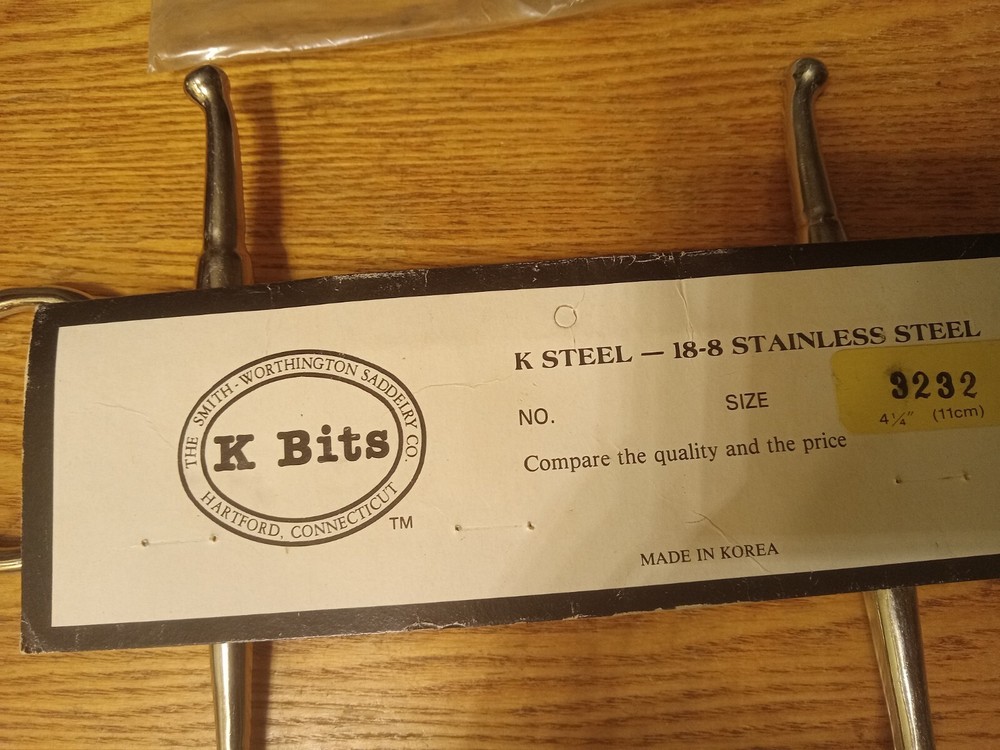 THE SMITH-WORTHINGTON SADDELRY CO.
K Bits
HARTFORD, CONNECTICUT
TM
K STEEL — 18-8 STAINLESS STEEL
NO.
SIZE
9232
4¼" (11cm)
Compare the quality and the price
MADE IN KOREA